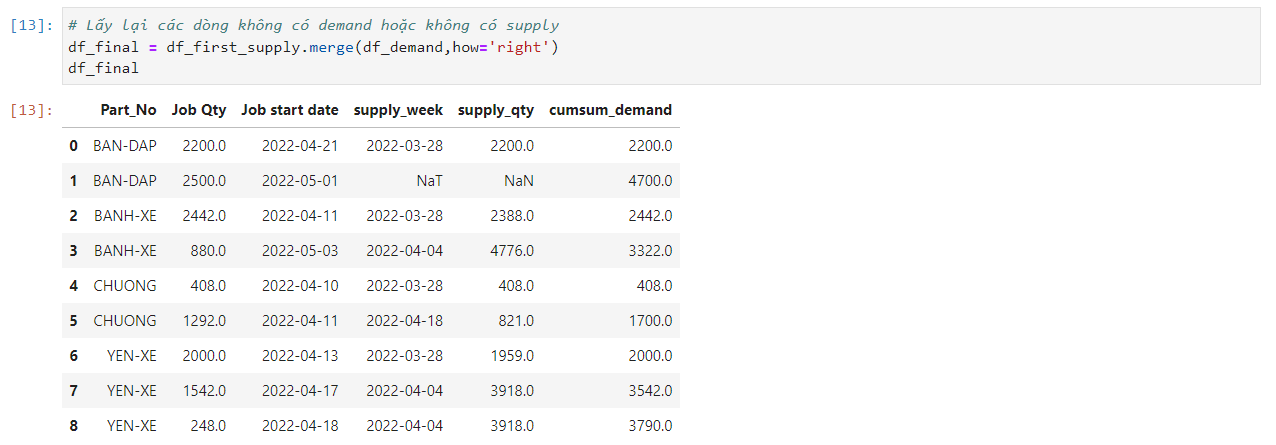 [13]: # Lấy lại các dòng không có demand hoặc không có supply
df_final = df_first_supply.merge(df_demand,how='right')
df_final
[13]: Part_No Job Qty Job start date supply_week supply_qty cumsum_demand
0 BAN-DAP 2200.0 2022-04-21 2022-03-28 2200.0 2200.0
1 BAN-DAP 2500.0 2022-05-01 NaT NaN 4700.0
2 BANH-XE 2442.0 2022-04-11 2022-03-28 2388.0 2442.0
3 BANH-XE 880.0 2022-05-03 2022-04-04 4776.0 3322.0
4 CHUONG 408.0 2022-04-10 2022-03-28 408.0 408.0
5 CHUONG 1292.0 2022-04-11 2022-04-18 821.0 1700.0
6 YEN-XE 2000.0 2022-04-13 2022-03-28 1959.0 2000.0
7 YEN-XE 1542.0 2022-04-17 2022-04-04 3918.0 3542.0
8 YEN-XE 248.0 2022-04-18 2022-04-04 3918.0 3790.0